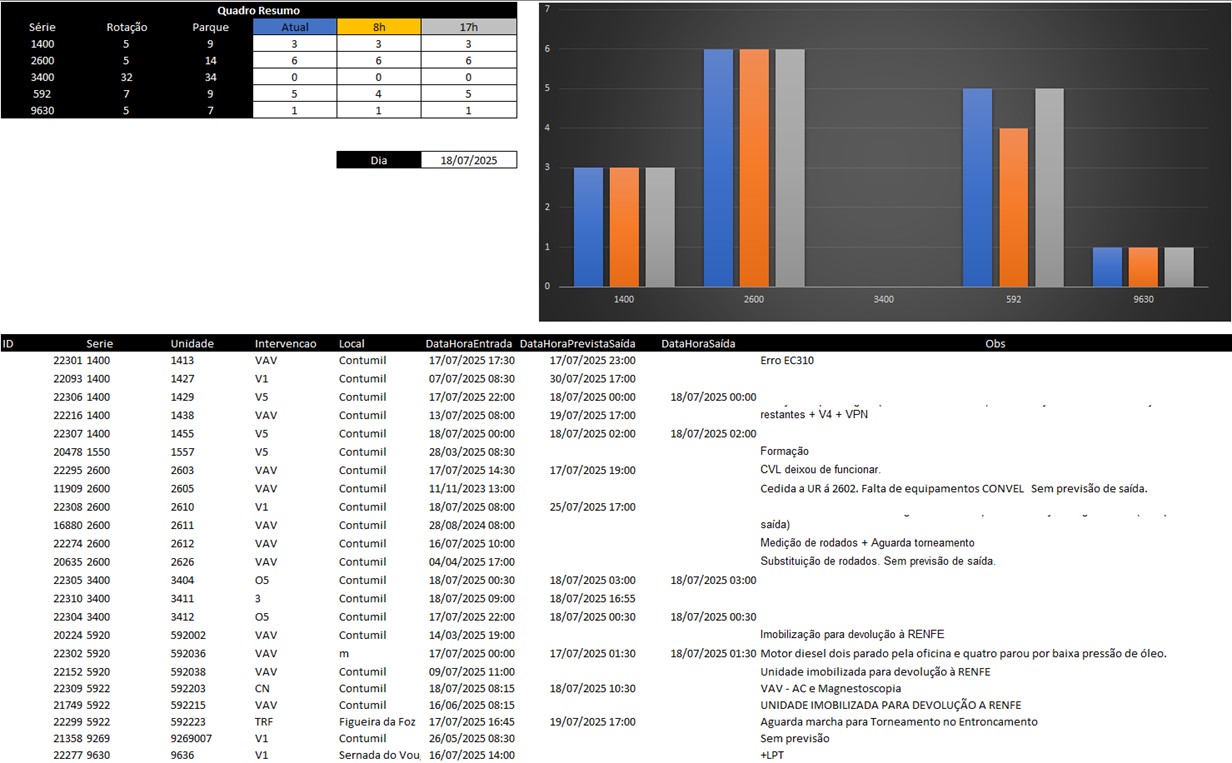 Quadro Resumo
Série Rotação Parque Atual 8h 17h
1400 5 9 3 3 3
2600 5 14 6 6 6
3400 32 34 0 0 0
592 7 9 5 4 5
9630 5 7 1 1 1
Dia 18/07/2025
7
6
5
4
3
2
1
0
1400 2600 3400 592 9630
ID Serie Unidade Intervencao Local DataHoraEntrada DataHoraPrevistaSaída DataHoraSaída Obs
22301 1400 1413 VAV Contumil 17/07/2025 17:30 17/07/2025 23:00 Erro EC310
22093 1400 1427 V1 Contumil 07/07/2025 08:30 30/07/2025 17:00
22306 1400 1429 V5 Contumil 17/07/2025 22:00 18/07/2025 00:00 18/07/2025 00:00
22216 1400 1438 VAV Contumil 13/07/2025 08:00 19/07/2025 17:00 restantes + V4 + VPN
22307 1400 1455 V5 Contumil 18/07/2025 00:00 18/07/2025 02:00 18/07/2025 02:00
20478 1550 1557 V5 Contumil 28/03/2025 08:30 Formação
22295 2600 2603 VAV Contumil 17/07/2025 14:30 17/07/2025 19:00 CVL deixou de funcionar.
11909 2600 2605 VAV Contumil 11/11/2023 13:00 Cedida a UR á 2602. Falta de equipamentos CONVEL Sem previsão de saída.
22308 2600 2610 V1 Contumil 18/07/2025 08:00 25/07/2025 17:00
16880 2600 2611 VAV Contumil 28/08/2024 08:00 saída)
22274 2600 2612 VAV Contumil 16/07/2025 10:00 Medição de rodados + Aguarda torneamento
20635 2600 2626 VAV Contumil 04/04/2025 17:00 Substituição de rodados. Sem previsão de saída.
22305 3400 3404 O5 Contumil 18/07/2025 00:30 18/07/2025 03:00 18/07/2025 03:00
22310 3400 3411 3 Contumil 18/07/2025 09:00 18/07/2025 16:55
22304 3400 3412 O5 Contumil 17/07/2025 22:00 18/07/2025 00:30 18/07/2025 00:30
20224 5920 592002 VAV Contumil 14/03/2025 19:00 Imobilização para devolução à RENFE
22302 5920 592036 VAV m 17/07/2025 00:00 17/07/2025 01:30 18/07/2025 01:30 Motor diesel dois parado pela oficina e quatro parou por baixa pressão de óleo.
22152 5920 592038 VAV Contumil 09/07/2025 11:00 Unidade imobilizada para devolução à RENFE
22309 5922 592203 CN Contumil 18/07/2025 08:15 18/07/2025 10:30 VAV - AC e Magnestoscopia
21749 5922 592215 VAV Contumil 16/06/2025 08:15 UNIDADE IMOBILIZADA PARA DEVOLUÇÃO A RENFE
22299 5922 592223 TRF Figueira da Foz 17/07/2025 16:45 19/07/2025 17:00 Aguarda marcha para Torneamento no Entroncamento
21358 9269 9269007 V1 Contumil 26/05/2025 08:30 Sem previsão
22277 9630 9636 V1 Sernada do Vou 16/07/2025 14:00 +LPT